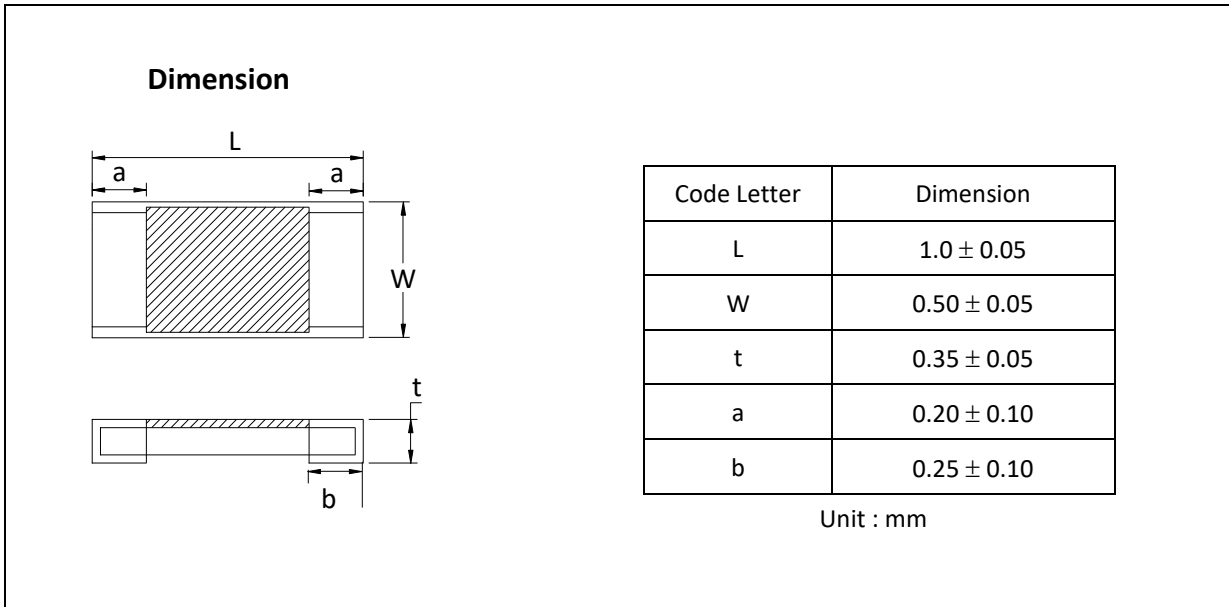 Dimension
L
a a
W
t
b
Code Letter Dimension
L 1.0 ± 0.05
W 0.50 ± 0.05
t 0.35 ± 0.05
a 0.20 ± 0.10
b 0.25 ± 0.10
Unit : mm